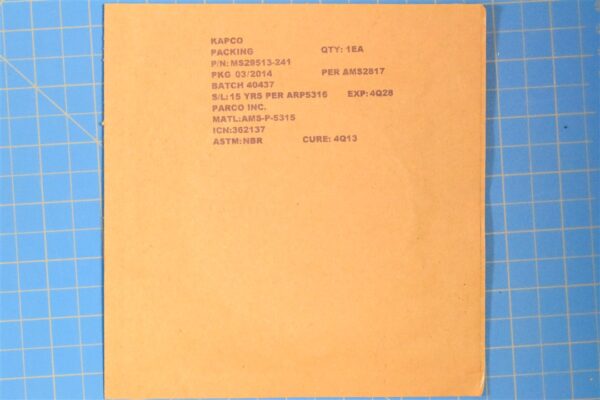 KAPCO
PACKING QTY: 1EA
P/N: MS29513-241
PKG 03/2014 PER AMS2817
BATCH 40437
S/L: 15 YRS PER ARP5316 EXP: 4Q28
PARCO INC.
MATL:AMS-P-5315
ICN:362137
ASTM:NBR CURE: 4Q13